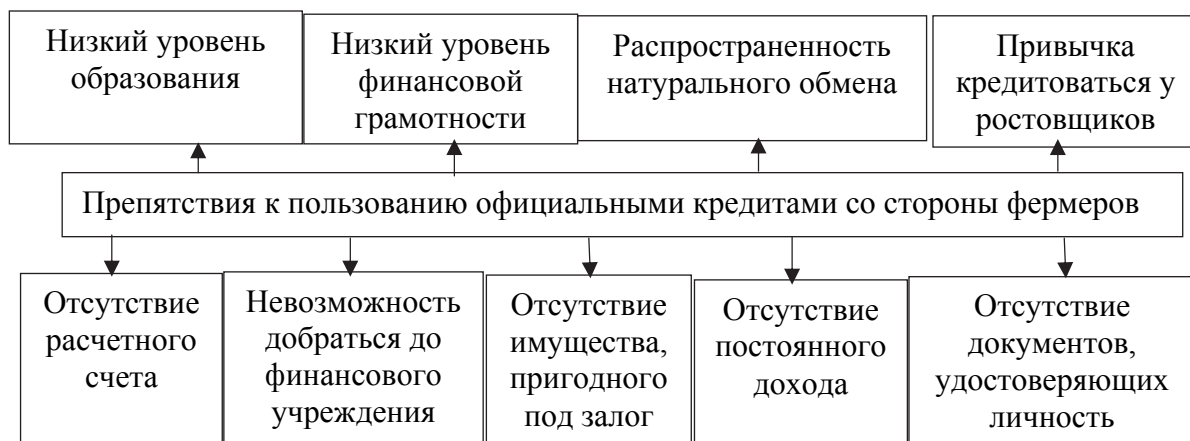 Низкий уровень
образования
Низкий уровень
финансовой
грамотности
Распространенность
натурального обмена
Привычка
кредитоваться у
ростовщиков
Препятствия к пользованию официальными кредитами со стороны фермеров
Отсутствие
расчетного
счета
Невозможность
добраться до
финансового
учреждения
Отсутствие
имущества,
пригодного
под залог
Отсутствие
постоянного
дохода
Отсутствие
документов,
удостоверяющих
личность